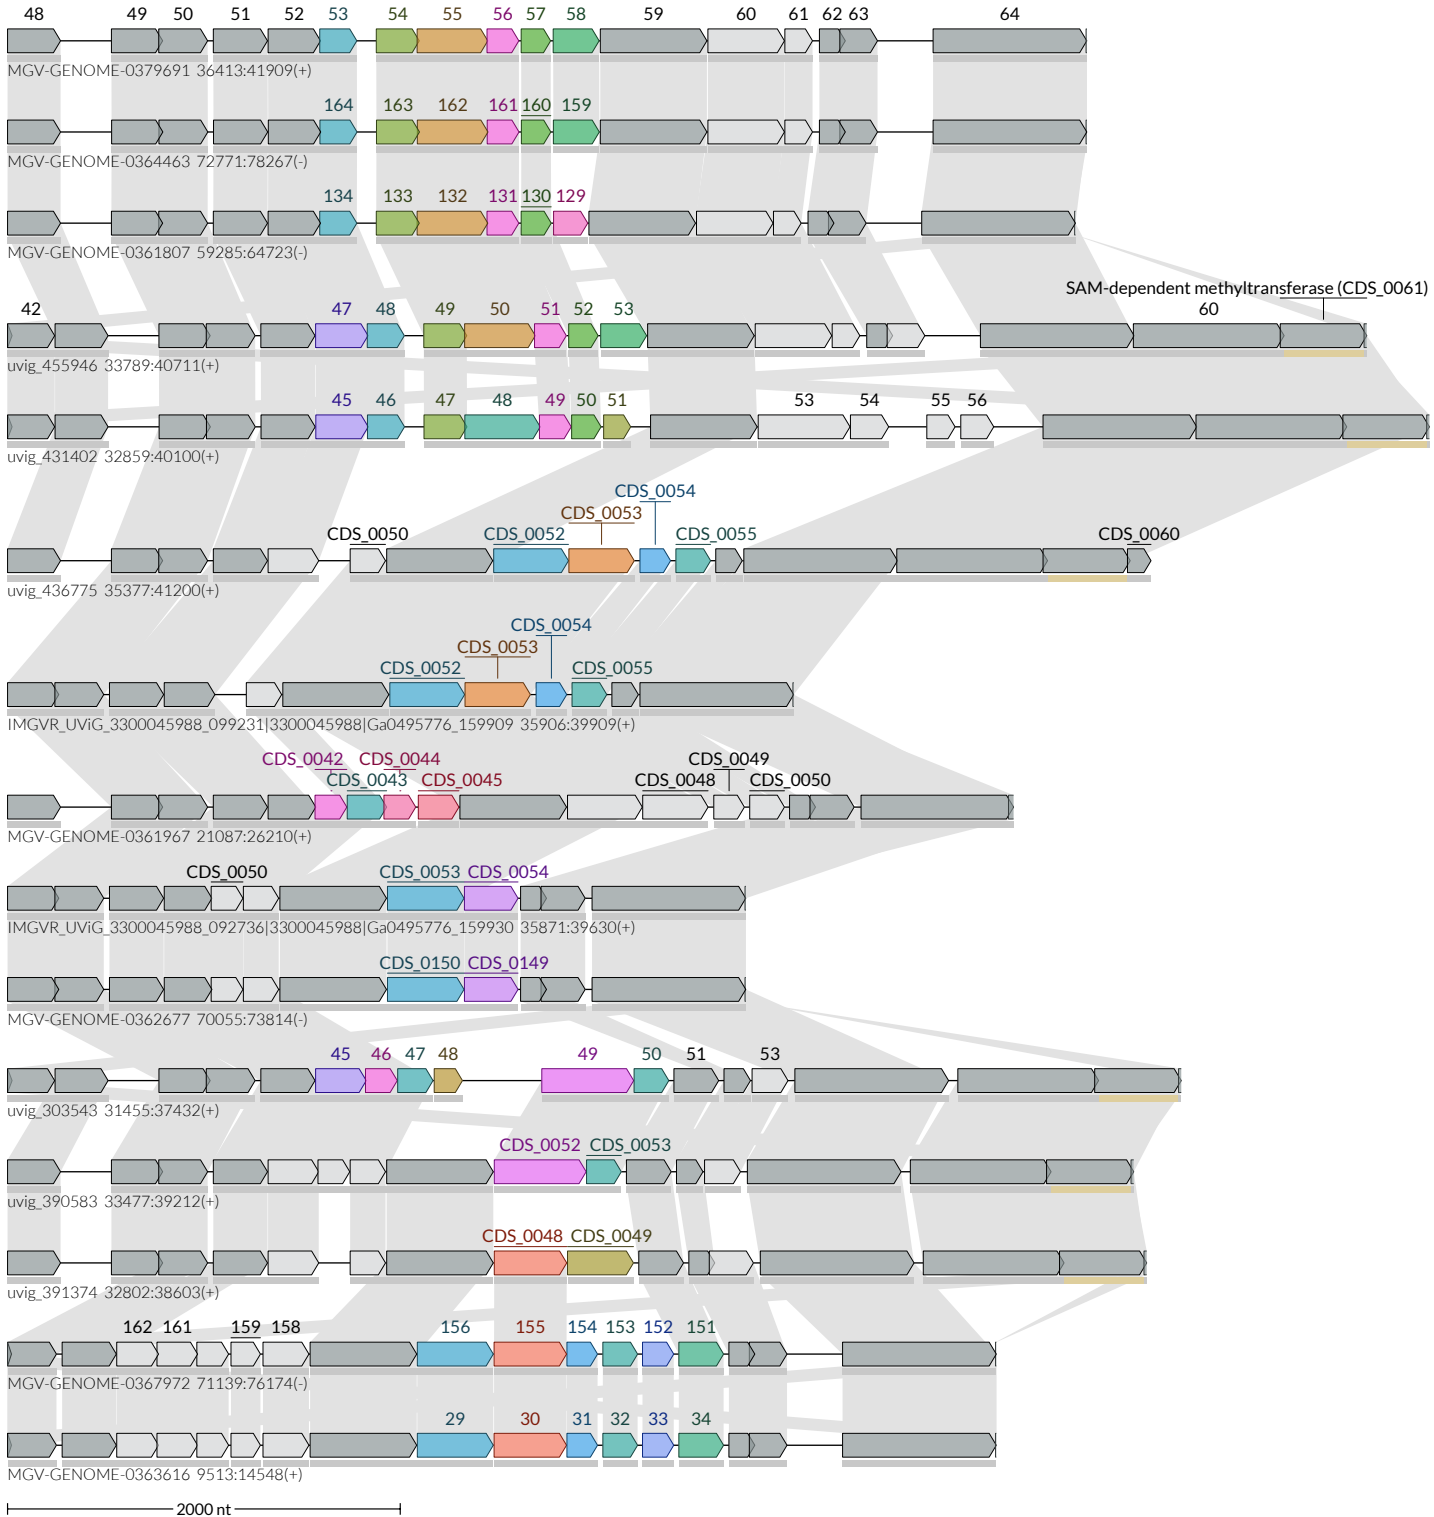 48 49 50 51 52 53 54 55 56 57 58 59 60 61 62 63 64
MGV-GENOME-0379691 36413:41909(+)
164 163 162 161 160 159
MGV-GENOME-0364463 72771:78267(-)
134 133 132 131 130 129
MGV-GENOME-0361807 59285:64723(-)
SAM-dependent methyltransferase (CDS_0061)
42 47 48 49 50 51 52 53 60
uvig_455946 33789:40711(+)
45 46 47 48 49 50 51 53 54 55 56
uvig_431402 32859:40100(+)
CDS_0054
CDS_0053
CDS_0050 CDS_0052 CDS_0055 CDS_0060
uvig_436775 35377:41200(+)
CDS_0054
CDS_0053
CDS_0052 CDS_0055
IMGVR_UViG_3300045988_099231|3300045988|Ga0495776_159909 35906:39909(+)
CDS_0042 CDS_0044 CDS_0049
CDS_0043 CDS_0045 CDS_0048 CDS_0050
MGV-GENOME-0361967 21087:26210(+)
CDS_0050 CDS_0053 CDS_0054
IMGVR_UViG_3300045988_092736|3300045988|Ga0495776_159930 35871:39630(+)
CDS_0150 CDS_0149
MGV-GENOME-0362677 70055:73814(-)
45 46 47 48 49 50 51 53
uvig_303543 31455:37432(+)
CDS_0052 CDS_0053
uvig_390583 33477:39212(+)
CDS_0048 CDS_0049
uvig_391374 32802:38603(+)
162 161 159 158 156 155 154 153 152 151
MGV-GENOME-0367972 71139:76174(-)
29 30 31 32 33 34
MGV-GENOME-0363616 9513:14548(+)
2000 nt